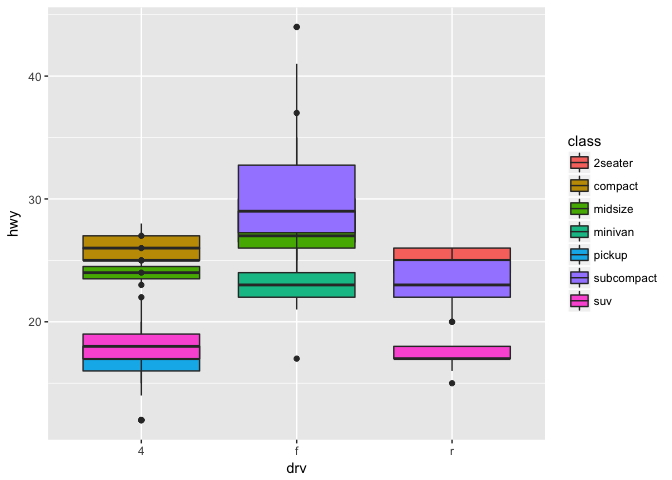 40
30
20
hwy
4
f
r
drv
class
2seater
compact
midsize
minivan
pickup
subcompact
suv